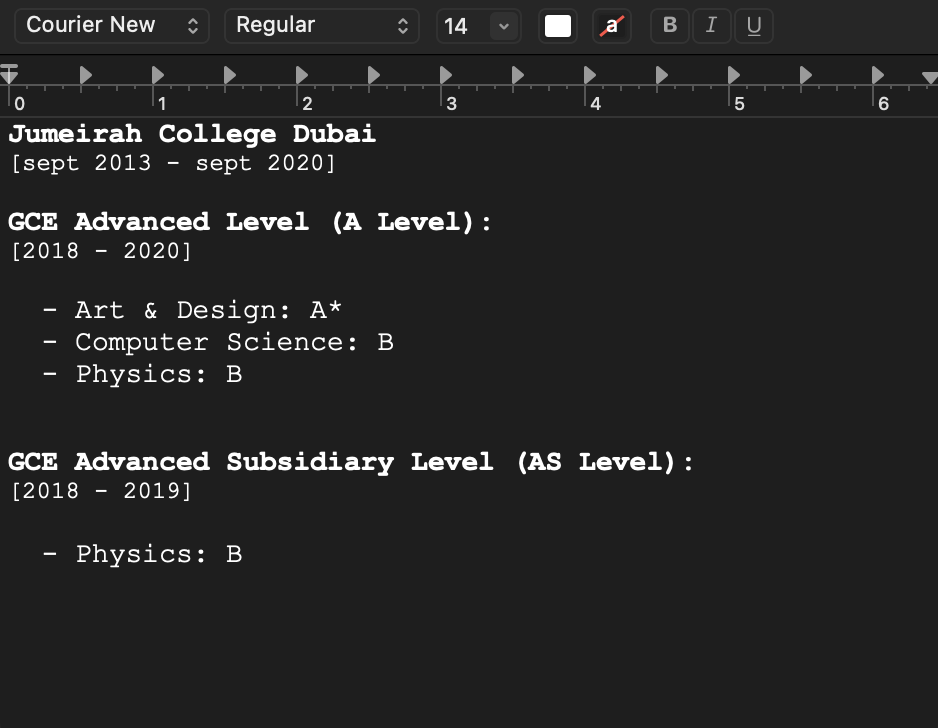 Courier New Regular 14 a B I U
0 1 2 3 4 5 6
Jumeirah College Dubai
[sept 2013 - sept 2020]
GCE Advanced Level (A Level):
[2018 - 2020]
- Art & Design: A*
- Computer Science: B
- Physics: B
GCE Advanced Subsidiary Level (AS Level):
[2018 - 2019]
- Physics: B